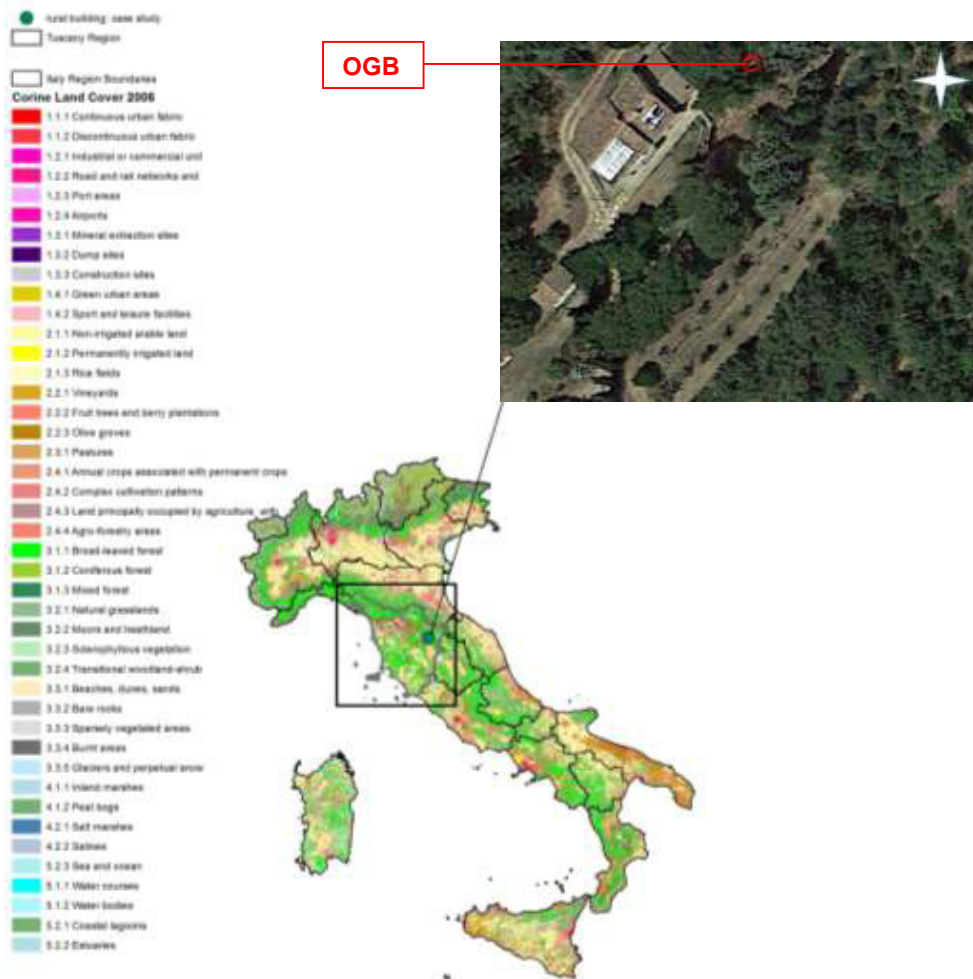 rural building: case study
Tuscany Region
OGB
Italy Region Boundaries
Corine Land Cover 2006
1.1.1 Continuous urban fabric
1.1.2 Discontinuous urban fabric
1.2.1 Industrial or commercial unit
1.2.2 Road and rail networks and
1.2.3 Port areas
1.2.4 Airports
1.3.1 Mineral extraction sites
1.3.2 Dump sites
1.3.3 Construction sites
1.4.1 Green urban areas
1.4.2 Sport and leisure facilities
2.1.1 Non-irrigated arable land
2.1.2 Permanently irrigated land
2.1.3 Rice fields
2.2.1 Vineyards
2.2.2 Fruit trees and berry plantations
2.2.3 Olive groves
2.3.1 Pastures
2.4.1 Annual crops associated with permanent crops
2.4.2 Complex cultivation patterns
2.4.3 Land principally occupied by agriculture, with
2.4.4 Agro-forestry areas
3.1.1 Broad-leaved forest
3.1.2 Coniferous forest
3.1.3 Mixed forest
3.2.1 Natural grasslands
3.2.2 Moors and heathland
3.2.3 Sclerophyllous vegetation
3.2.4 Transitional woodland-shrub
3.3.1 Beaches, dunes, sands
3.3.2 Bare rocks
3.3.3 Sparsely vegetated areas
3.3.4 Burnt areas
3.3.5 Glaciers and perpetual snow
4.1.1 Inland marshes
4.1.2 Peat bogs
4.2.1 Salt marshes
4.2.2 Salines
5.2.3 Sea and ocean
5.1.1 Water courses
5.1.2 Water bodies
5.2.1 Coastal lagoons
5.2.2 Estuaries